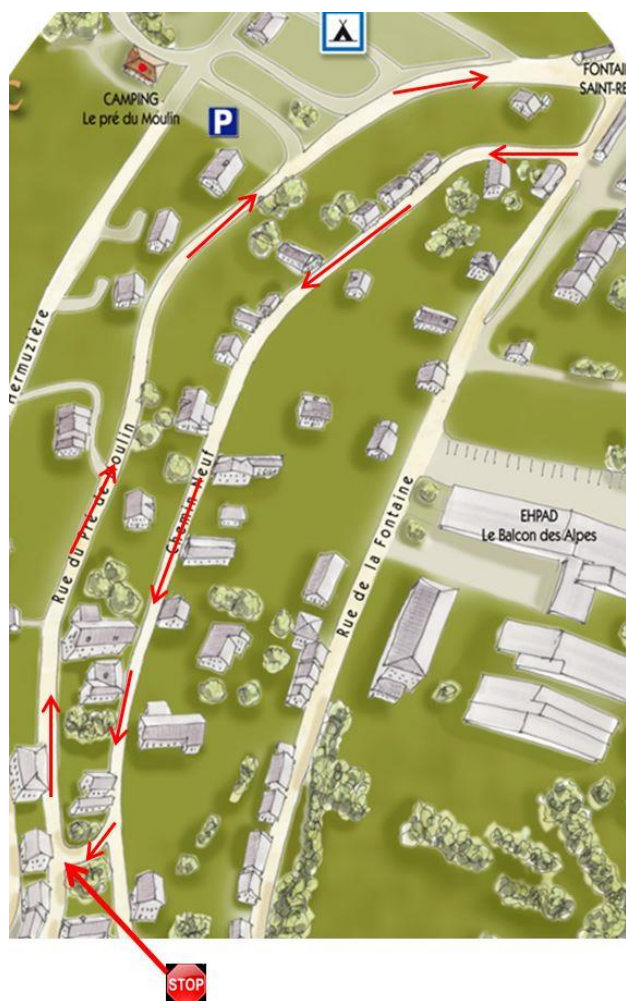 CAMPING
Le pré du Moulin
P
FONTAI
SAINT-RE
Hermuzière
Rue du Pré de Moulin
Chemin Neuf
Rue de la Fontaine
EHPAD
Le Balcon des Alpes
STOP